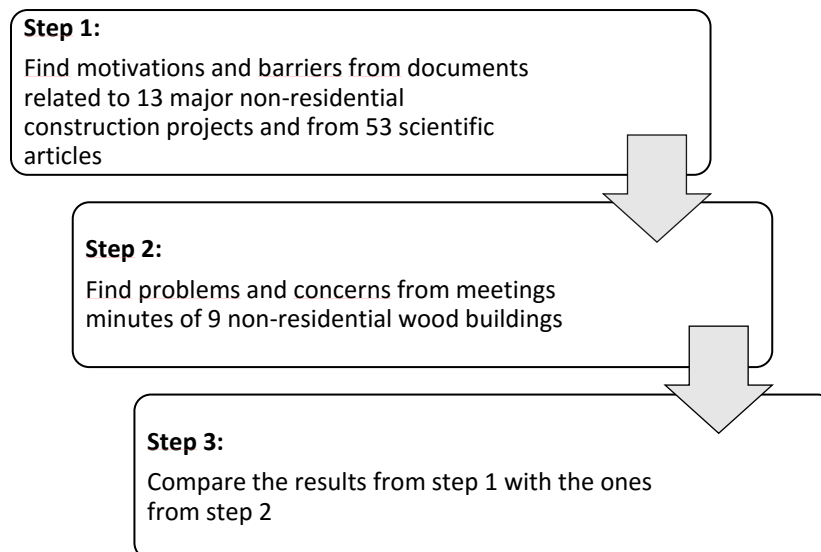 Step 1:
Find motivations and barriers from documents
related to 13 major non-residential
construction projects and from 53 scientific
articles
Step 2:
Find problems and concerns from meetings
minutes of 9 non-residential wood buildings
Step 3:
Compare the results from step 1 with the ones
from step 2